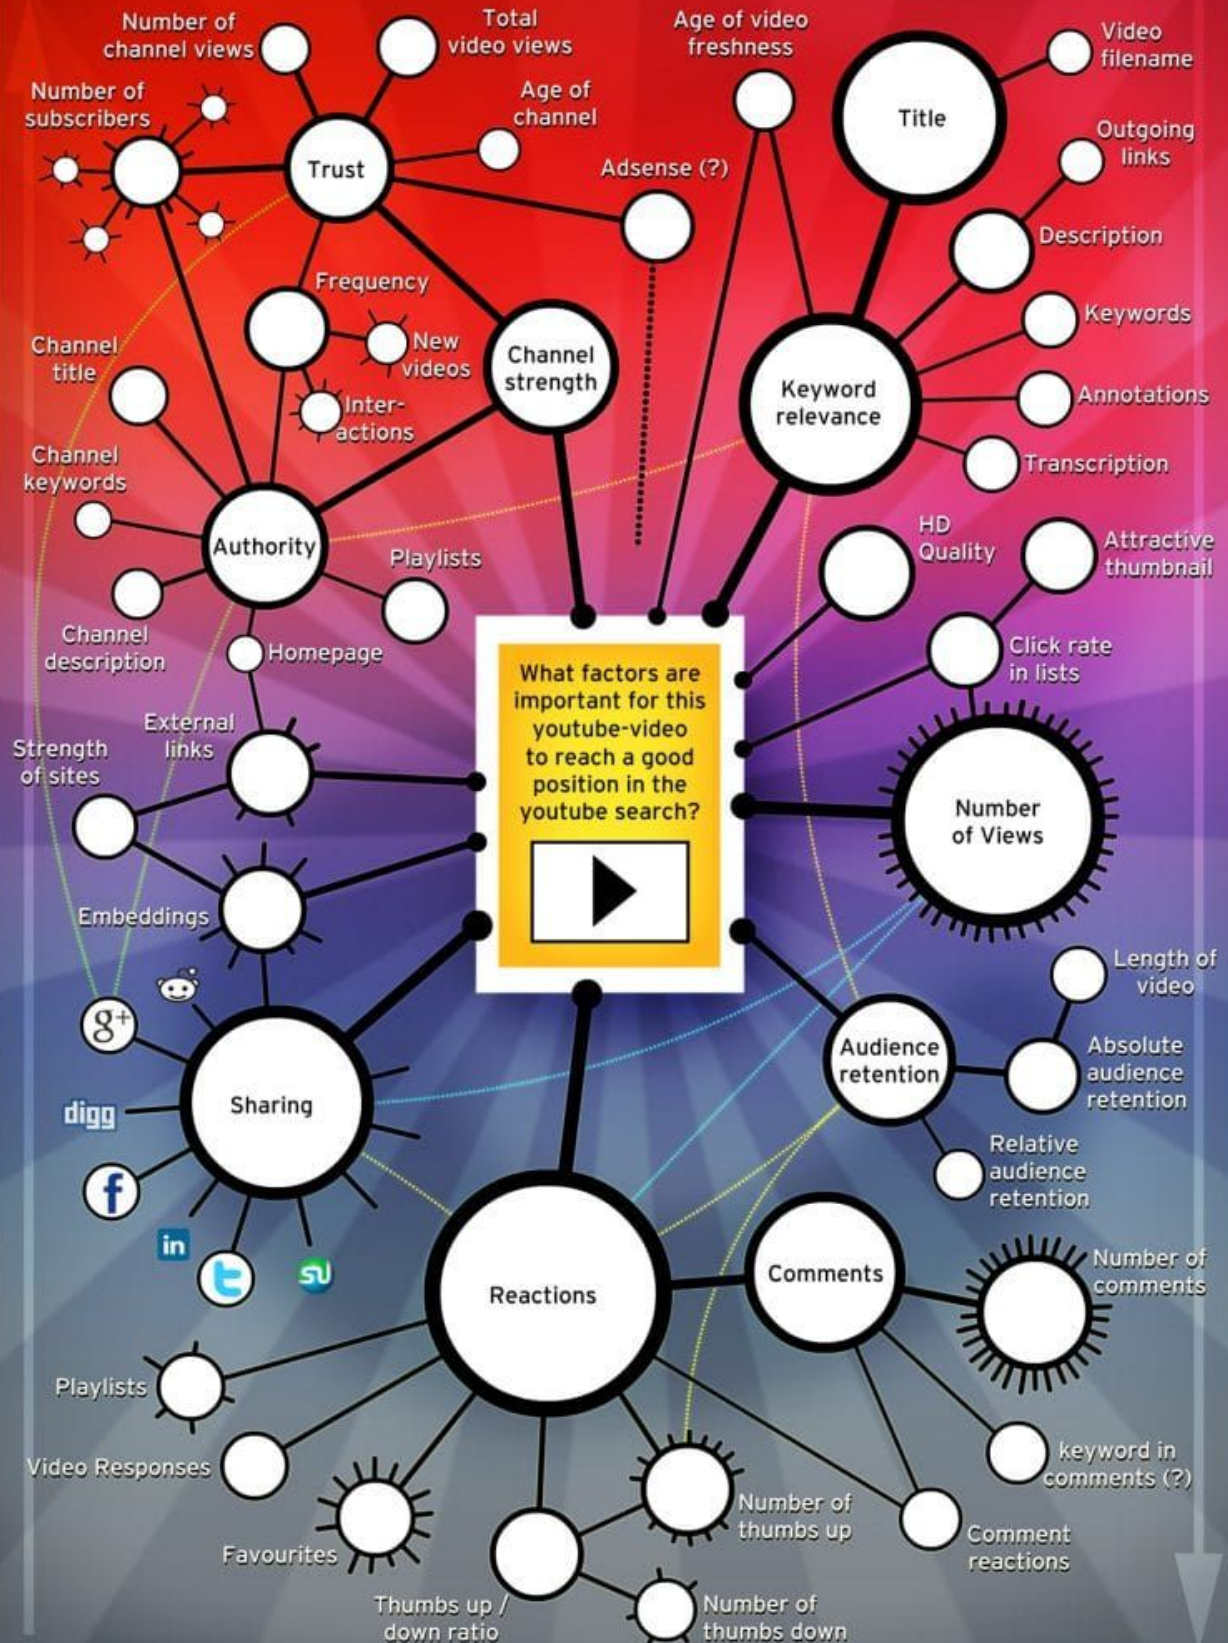 Number of
channel views
Total
video views
Age of video
freshness
Video
filename
Number of
subscribers
Age of
channel
Title
Outgoing
links
Trust
Adsense (?)
Description
Frequency
Keywords
Channel
title
New
videos
Channel
strength
Keyword
relevance
Annotations
Inter-
actions
Channel
keywords
Transcription
HD
Quality
Attractive
thumbnail
Authority
Playlists
Channel
description
Homepage
Click rate
in lists
What factors are
important for this
youtube-video
to reach a good
position in the
youtube search?
External
links
Strength
of sites
Number
of Views
Embeddings
Length of
video
g+
Audience
retention
Absolute
audience
retention
digg
Sharing
Relative
audience
retention
f
in
t
su
Reactions
Comments
Number of
comments
Playlists
Video Responses
keyword in
comments (?)
Favourites
Number of
thumbs up
Comment
reactions
Thumbs up /
down ratio
Number of
thumbs down